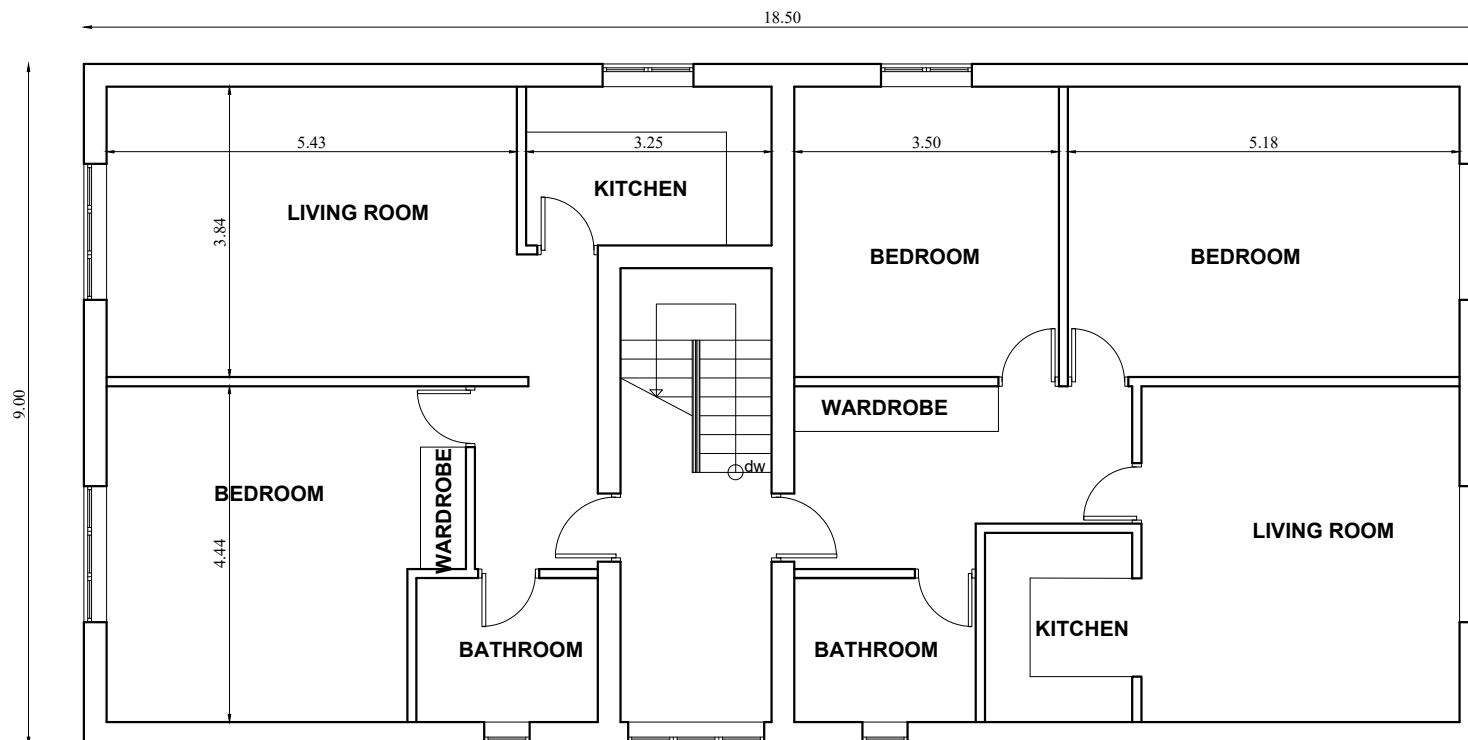 18.50
9.00
5.43
3.25
3.50
5.18
KITCHEN
LIVING ROOM
3.84
BEDROOM
BEDROOM
WARDROBE
dw
BEDROOM
WARDROBE
4.44
LIVING ROOM
KITCHEN
BATHROOM
BATHROOM